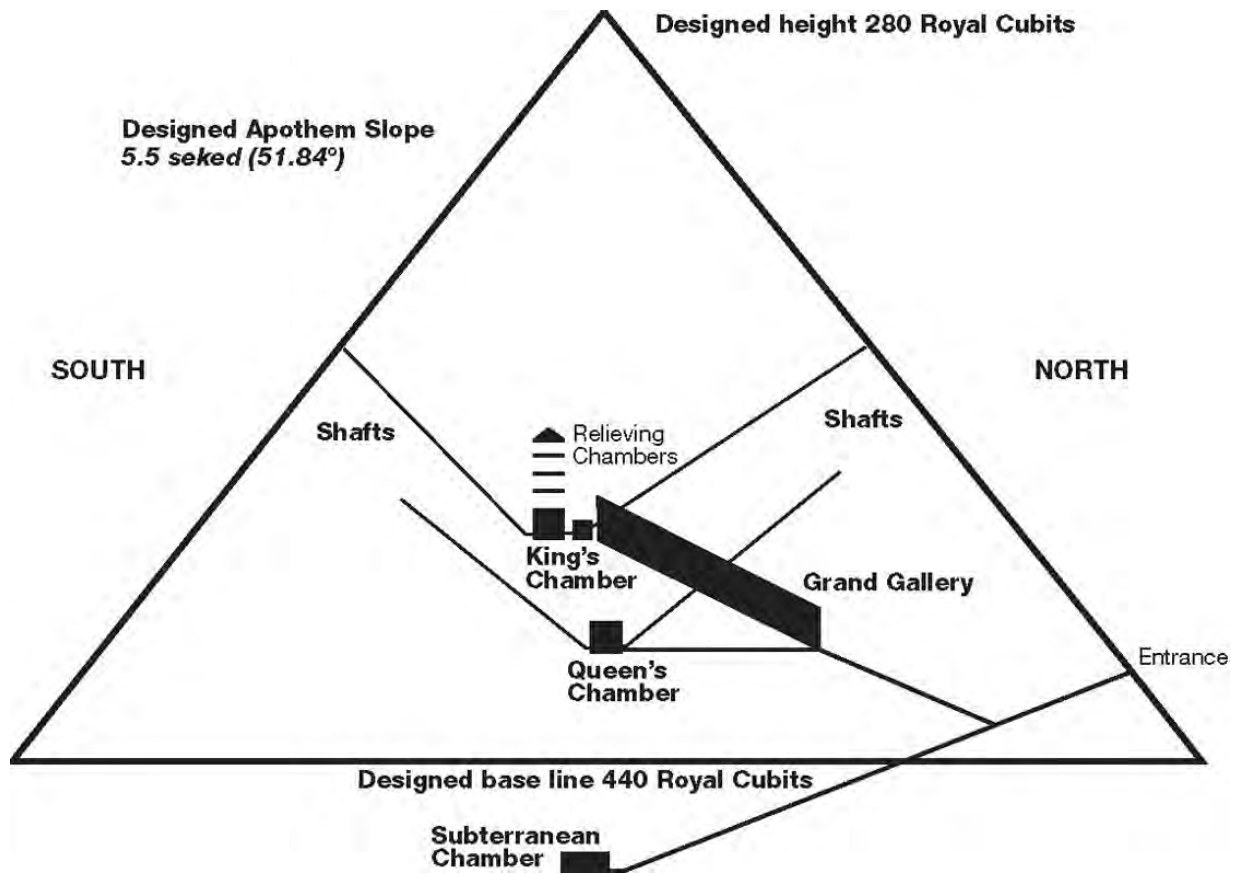 Designed height 280 Royal Cubits
Designed Apothem Slope
5.5 seked (51.84°)
SOUTH
NORTH
Shafts
Relieving
Chambers
Shafts
King's
Chamber
Grand Gallery
Entrance
Queen's
Chamber
Designed base line 440 Royal Cubits
Subterranean
Chamber